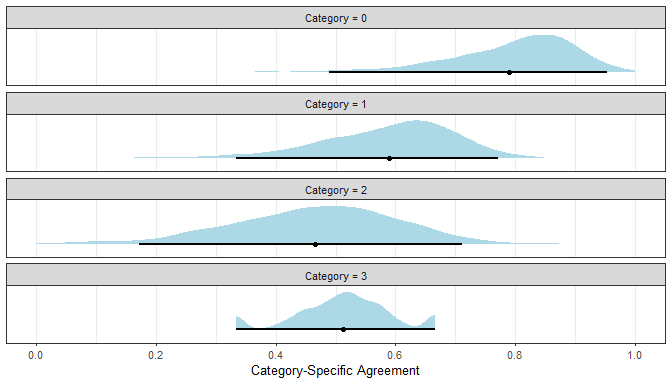 Category = 0
Category = 1
Category = 2
Category = 3
0.0 0.2 0.4 0.6 0.8 1.0
Category-Specific Agreement